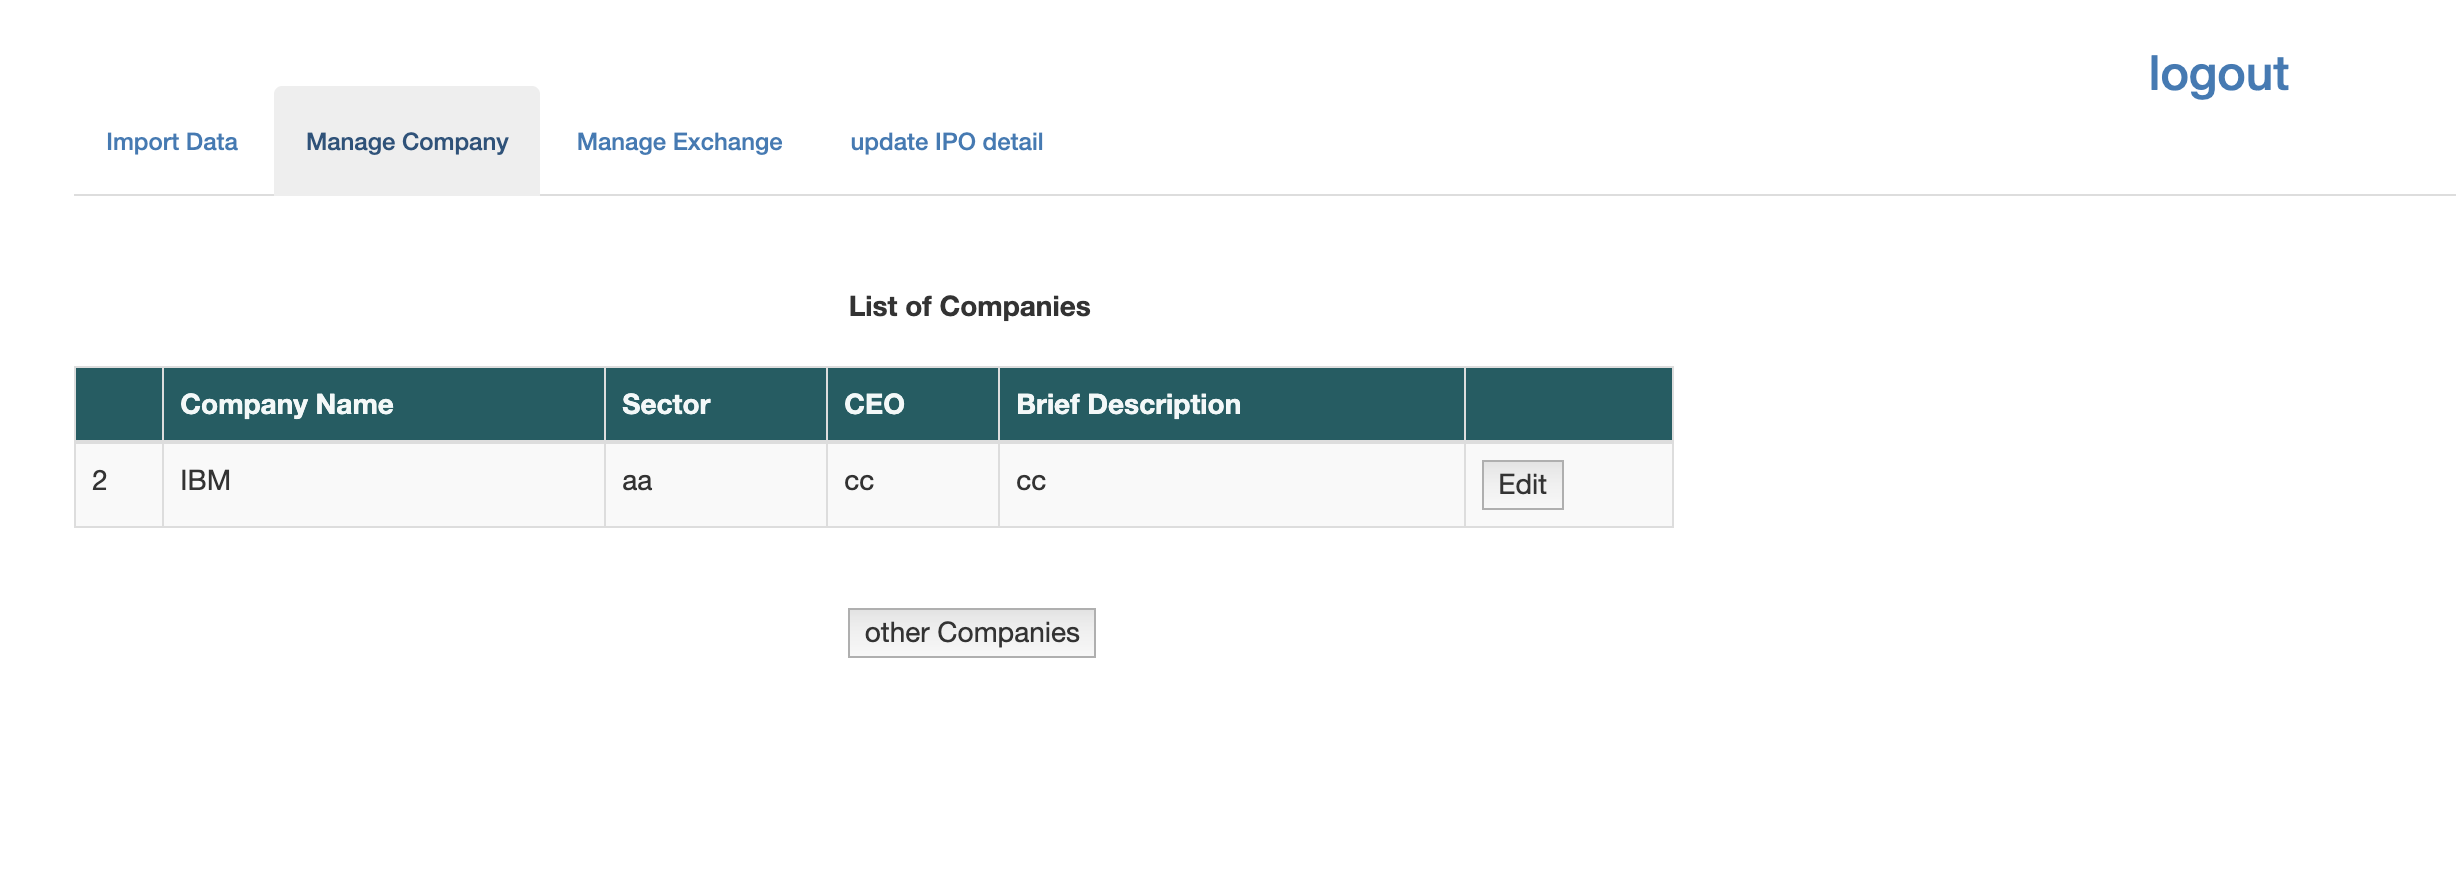 logout
Import Data Manage Company Manage Exchange update IPO detail
List of Companies
Company Name Sector CEO Brief Description
2 IBM aa cc cc Edit
other Companies